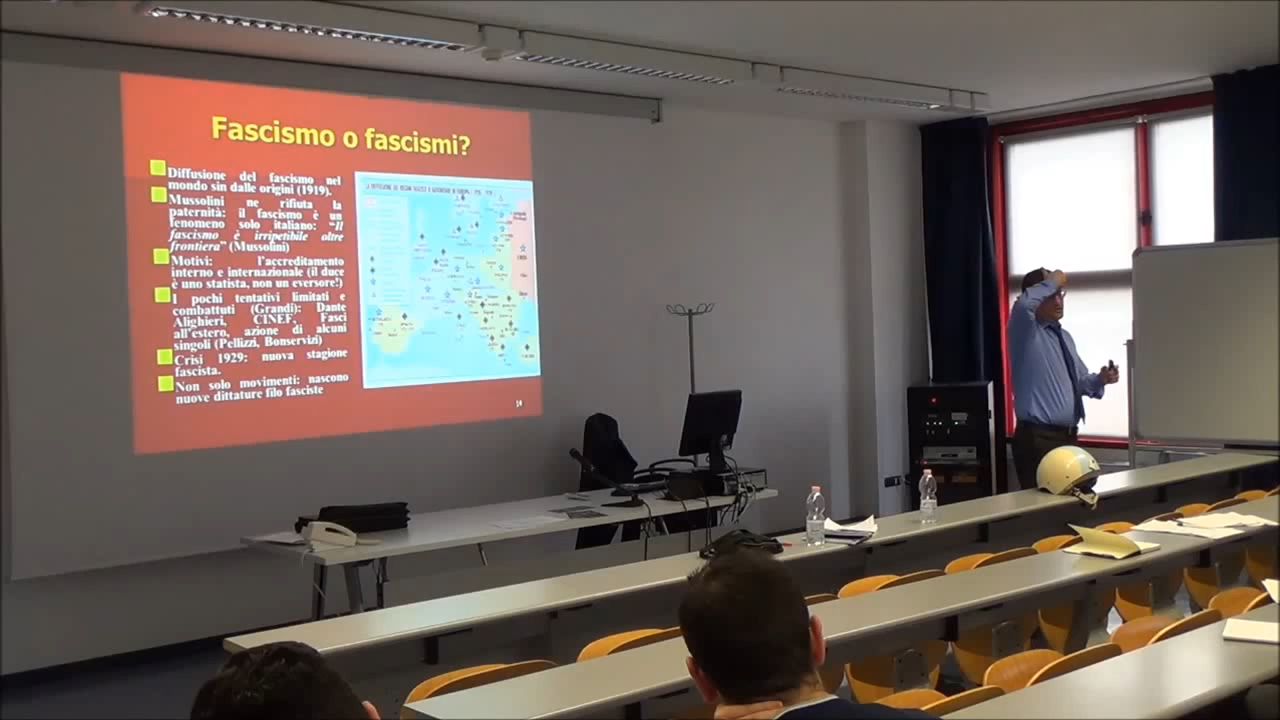 Fascismo o fascismi?
Diffusione del fascismo nel
mondo sin dalle origini (1919).
Mussolini ne rifiuta la
paternità: il fascismo è un
fenomeno solo italiano: "Il
fascismo è irripetibile oltre
frontiera" (Mussolini)
Motivi: l'accreditamento
interno e internazionale (il duce
è uno statista, non un eversore!)
I pochi tentativi limitati e
combattuti (Grandi): Dante
Alighieri, CINEF, Fasci
all'estero, azione di alcuni
singoli (Pellizzi, Bonservizi)
Crisi 1929: nuova stagione
fascista.
Non solo movimenti: nascono
nuove dittature filo fasciste